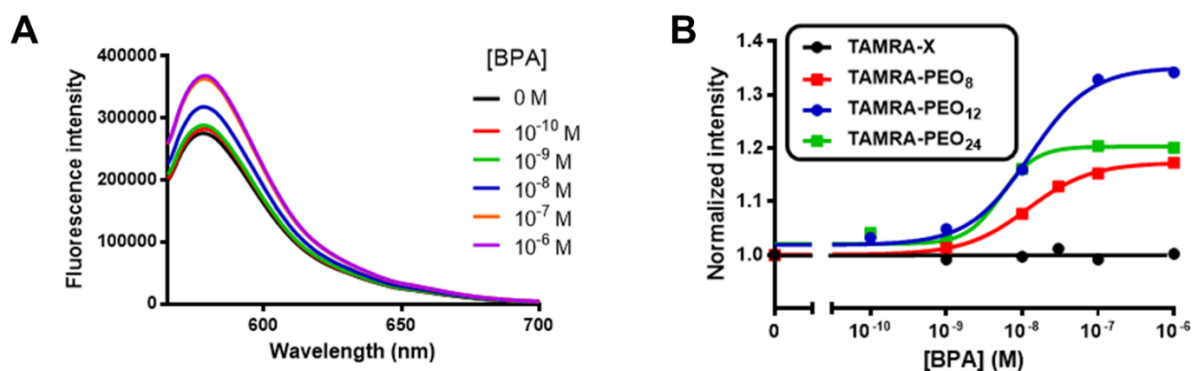 A
400000
300000
200000
100000
0
Fluorescence intensity
600
650
700
Wavelength (nm)
[BPA]
0 M
10⁻¹⁰ M
10⁻⁹ M
10⁻⁸ M
10⁻⁷ M
10⁻⁶ M
B
1.4
1.3
1.2
1.1
1.0
Normalized intensity
TAMRA-X
TAMRA-PEO₈
TAMRA-PEO₁₂
TAMRA-PEO₂₄
0
10⁻¹⁰
10⁻⁹
10⁻⁸
10⁻⁷
10⁻⁶
[BPA] (M)